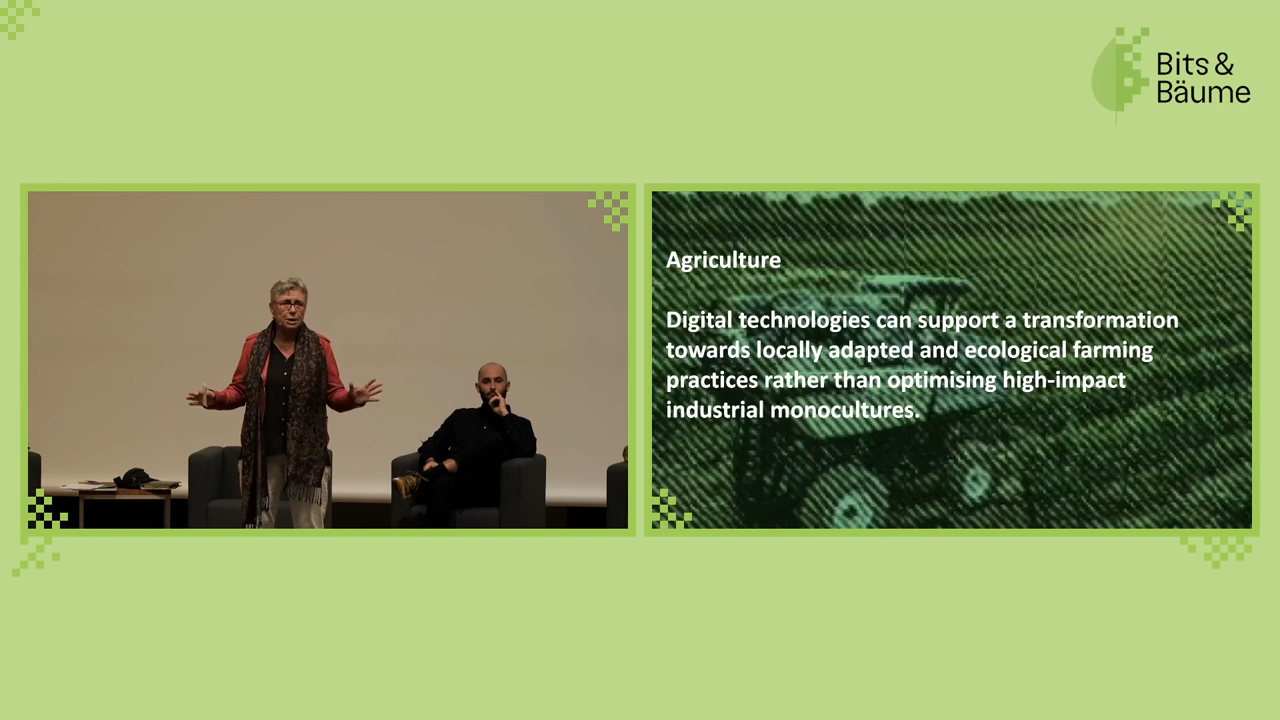 Bits &
Bäume
Agriculture
Digital technologies can support a transformation
towards locally adapted and ecological farming
practices rather than optimising high-impact
industrial monocultures.